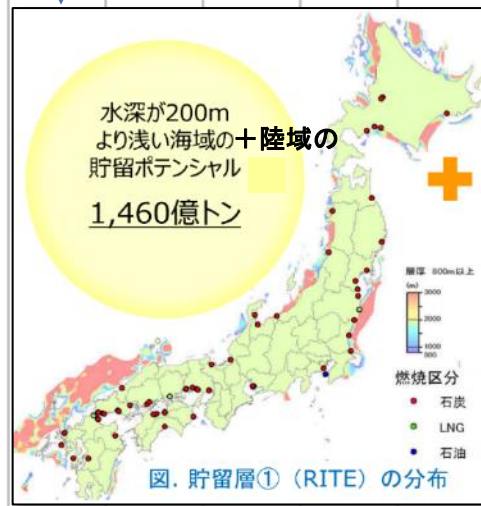 水深が200m
より浅い海域の＋陸域の
貯留ポテンシャル
1,460億トン
層厚 800m以上
(m)
3000
2000
1000
800
燃焼区分
石炭
LNG
石油
図. 貯留層①（RITE）の分布